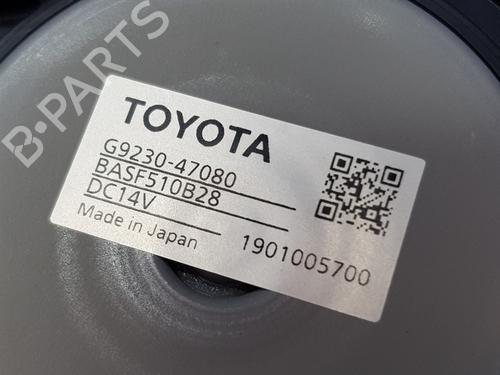 B-PARTS
TOYOTA
G9230-47080
BASF510B28
DC14V
Made in Japan
1901005700